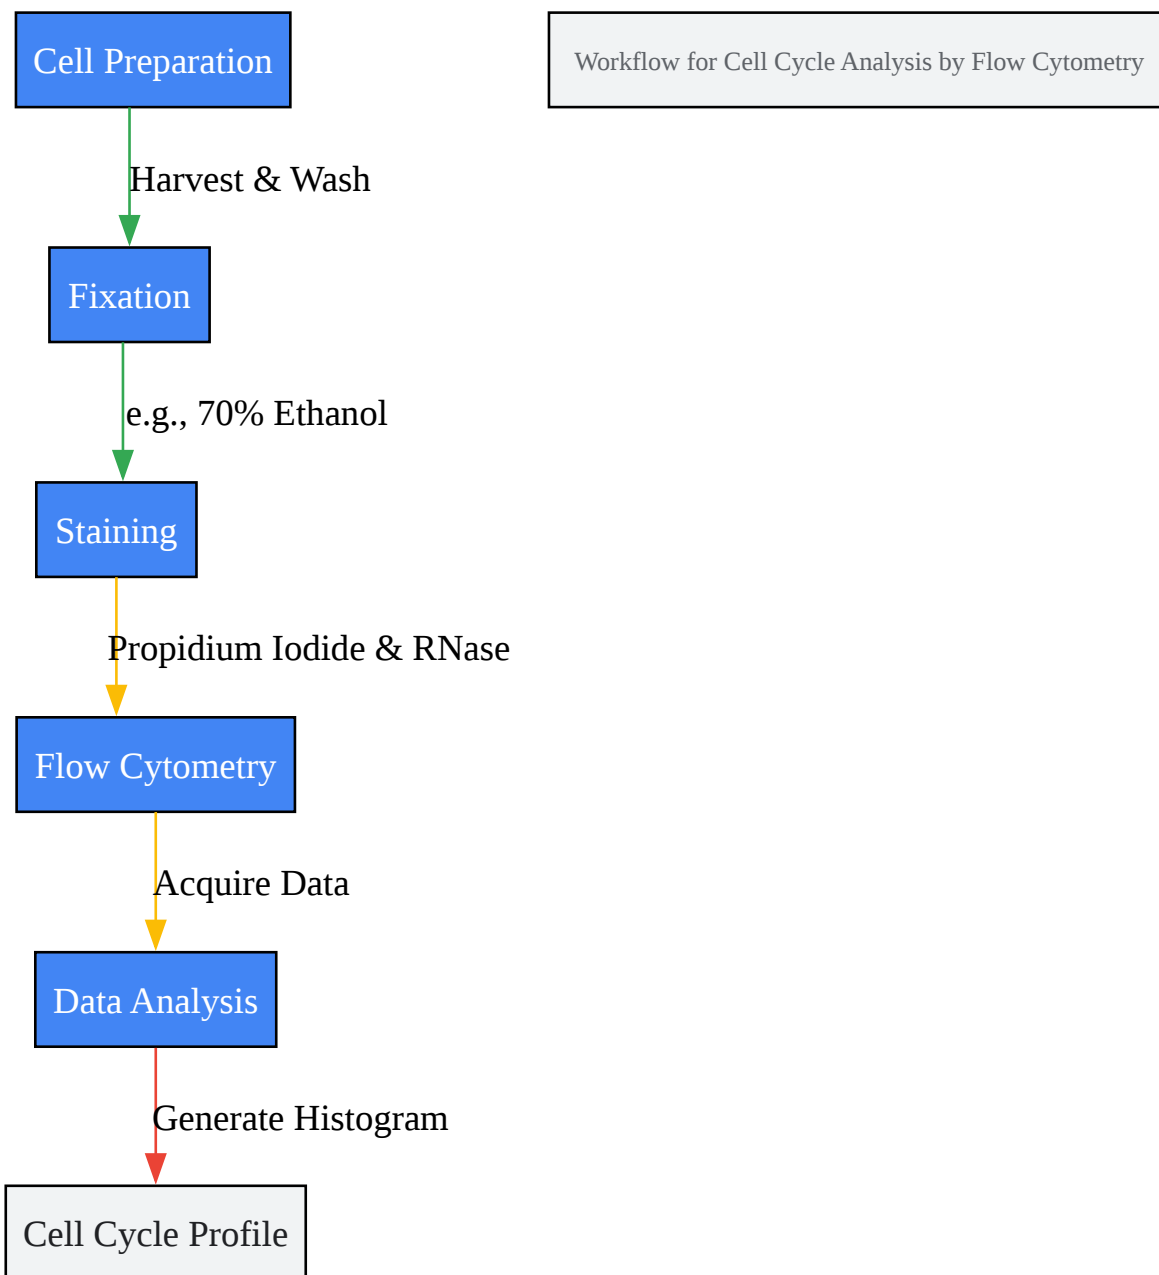 Cell Preparation
Workflow for Cell Cycle Analysis by Flow Cytometry
Harvest & Wash
Fixation
e.g., 70% Ethanol
Staining
Propidium Iodide & RNase
Flow Cytometry
Acquire Data
Data Analysis
Generate Histogram
Cell Cycle Profile